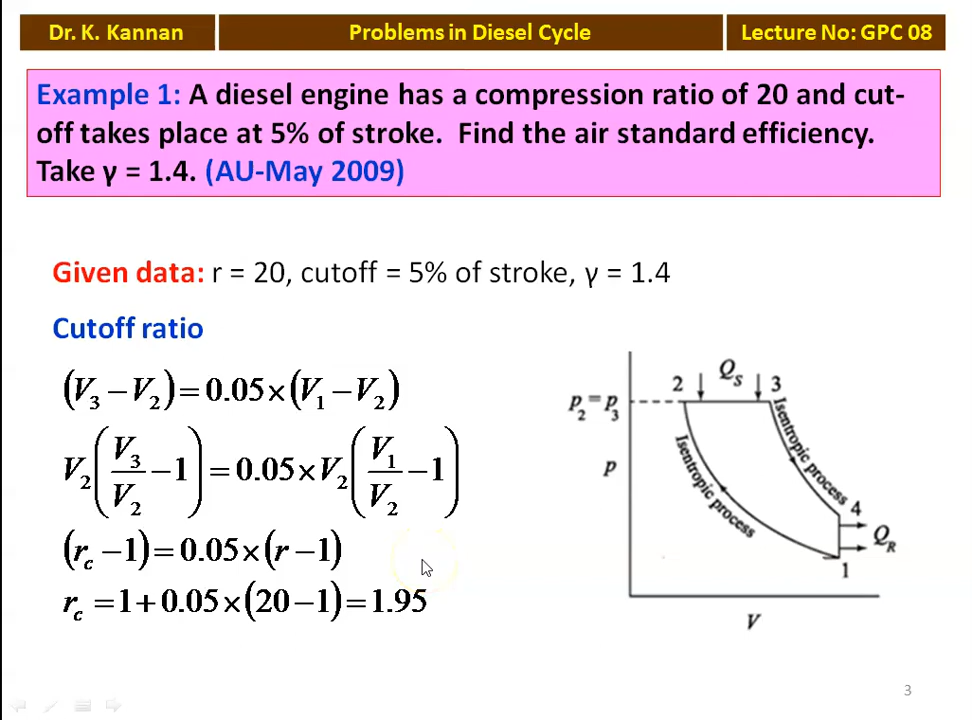 Dr. K. Kannan
Problems in Diesel Cycle
Lecture No: GPC 08
Example 1: A diesel engine has a compression ratio of 20 and cut-
off takes place at 5% of stroke. Find the air standard efficiency.
Take γ = 1.4. (AU-May 2009)
Given data: r = 20, cutoff = 5% of stroke, γ = 1.4
Cutoff ratio
(V₃ − V₂) = 0.05 × (V₁ − V₂)
V₂(V₃/V₂ − 1) = 0.05 × V₂(V₁/V₂ − 1)
(r_c − 1) = 0.05 × (r − 1)
r_c = 1 + 0.05 × (20 − 1) = 1.95
Q_S
2
3
p₂ = p₃
Isentropic process
Isentropic process
p
4
Q_R
1
V
3